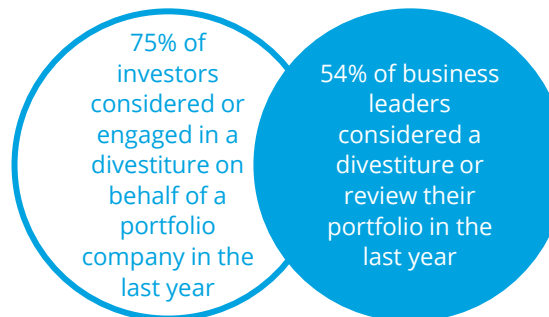 75% of
investors
considered or
engaged in a
divestiture on
behalf of a
portfolio
company in the
last year
54% of business
leaders
considered a
divestiture or
review their
portfolio in the
last year